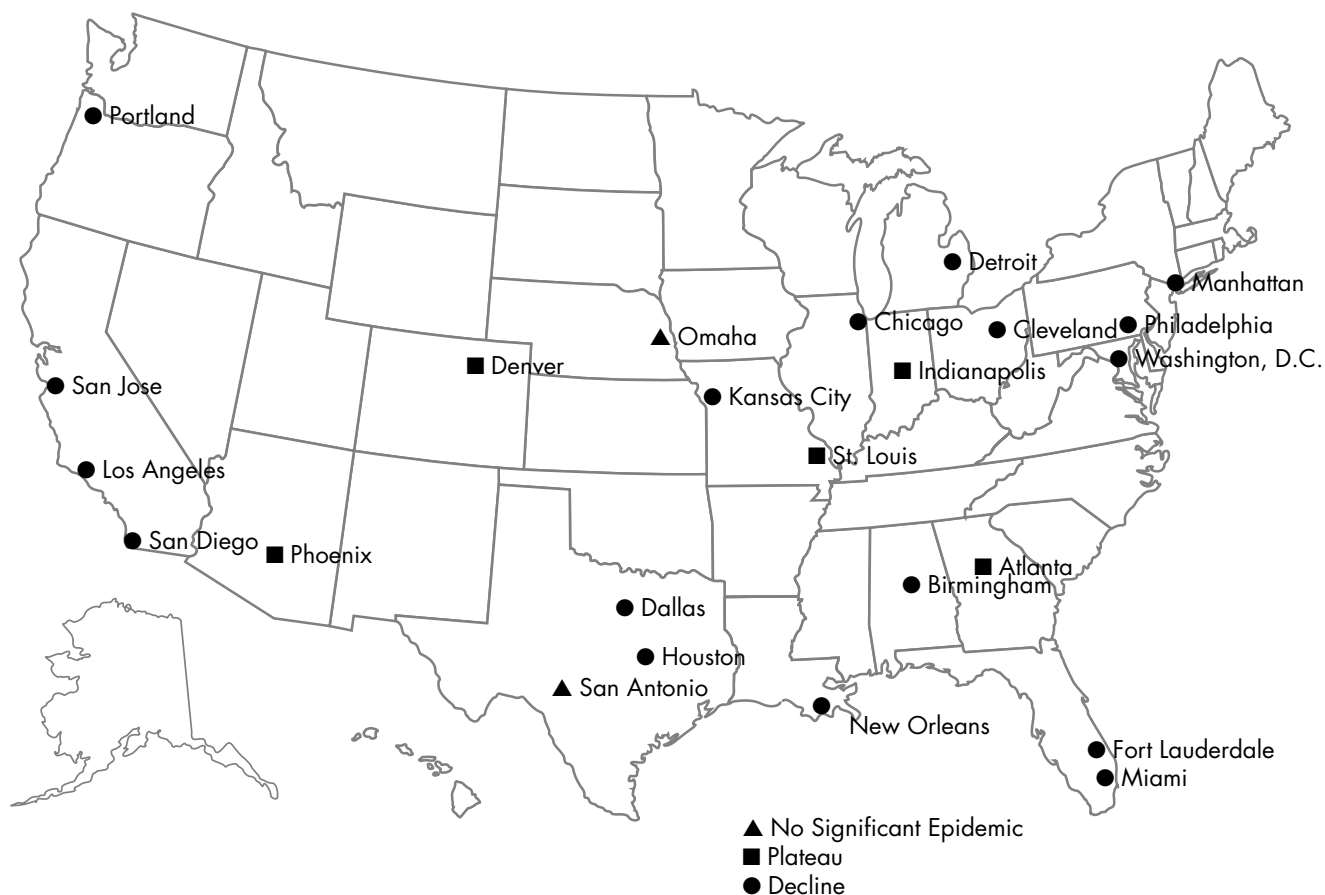 Portland
Detroit
Manhattan
Chicago
Cleveland
Philadelphia
Omaha
Washington, D.C.
Denver
Indianapolis
San Jose
Kansas City
St. Louis
Los Angeles
San Diego
Phoenix
Atlanta
Birmingham
Dallas
Houston
San Antonio
New Orleans
Fort Lauderdale
Miami
No Significant Epidemic
Plateau
Decline